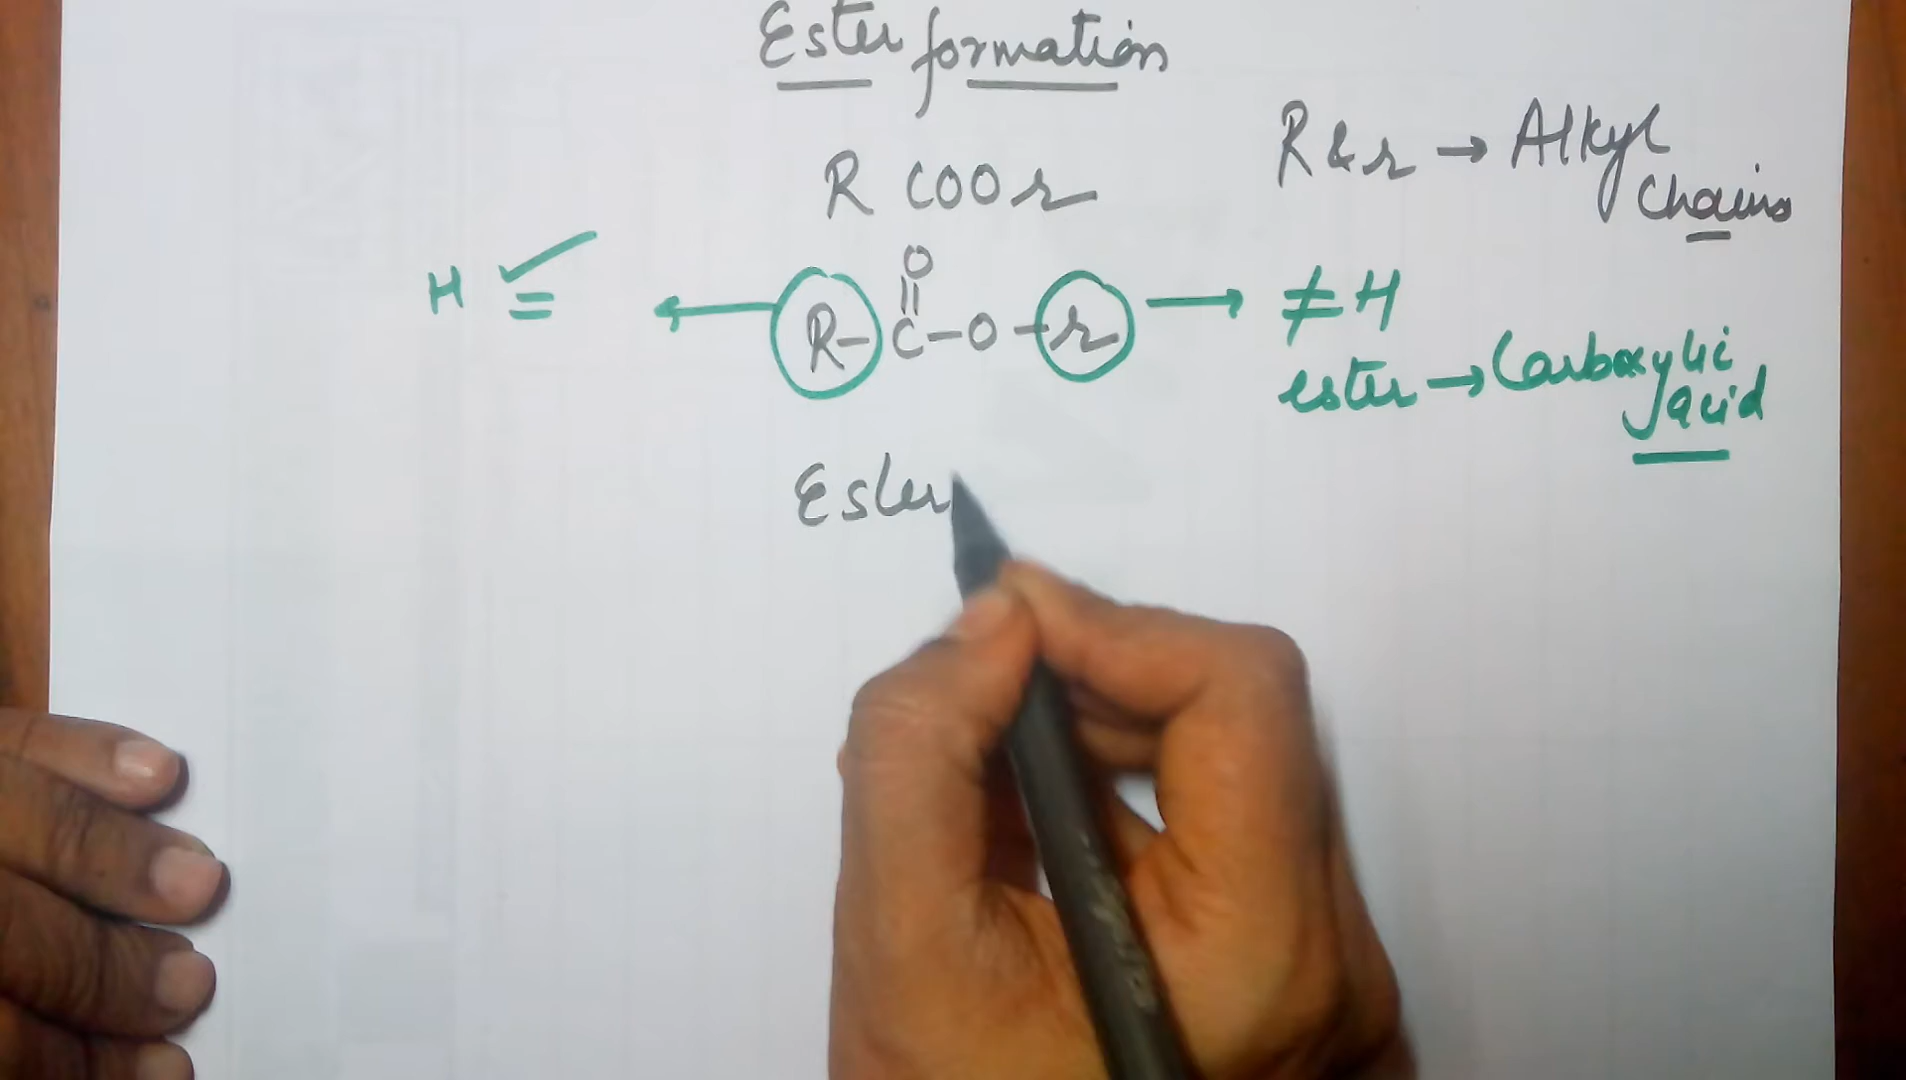 Ester formation
R & r → Alkyl
chains
R COO r
O
H ✓ =
R – C – O – r
≠ H
ester → Carboxylic
acid
Ester